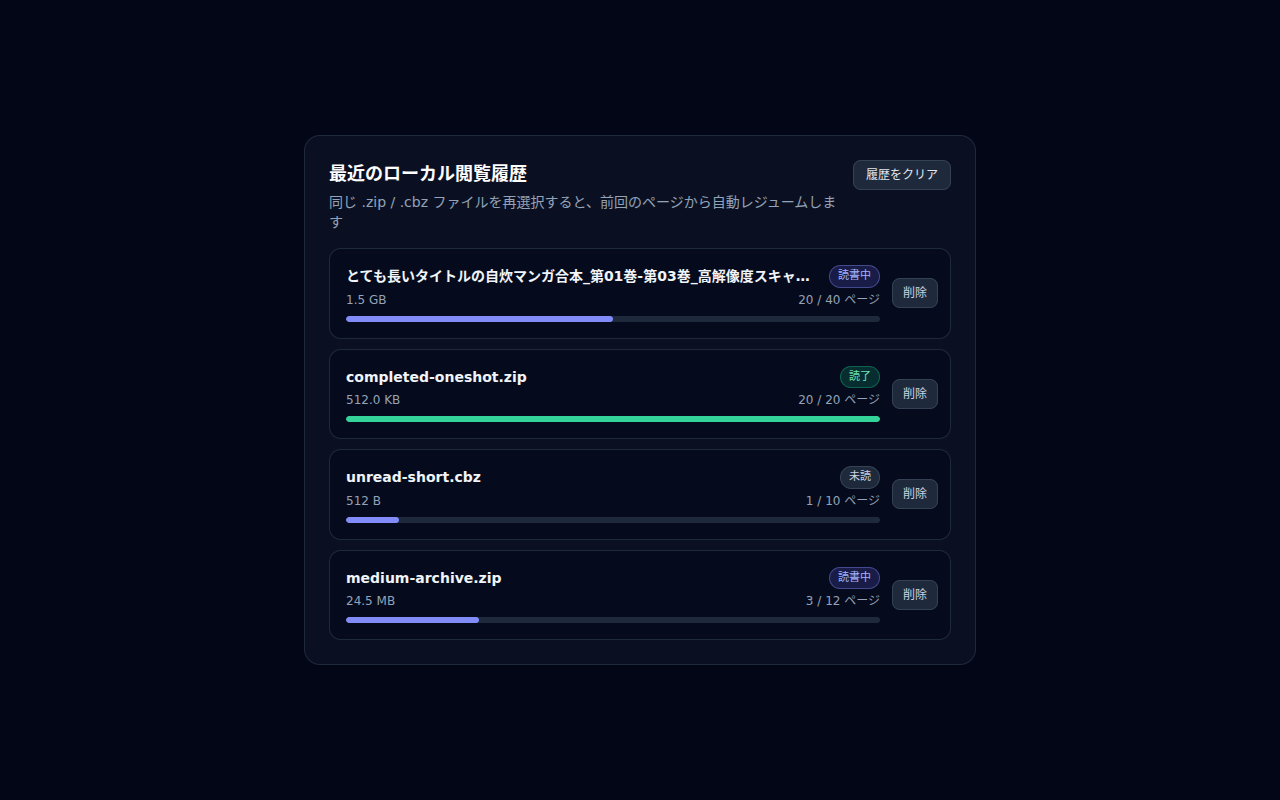 最近のローカル閲覧履歴
履歴をクリア
同じ .zip / .cbz ファイルを再選択すると、前回のページから自動レジュームしま
す
とても長いタイトルの自炊マンガ合本_第01巻-第03巻_高解像度スキャ…
読書中
1.5 GB
20 / 40 ページ
削除
completed-oneshot.zip
読了
512.0 KB
20 / 20 ページ
削除
unread-short.cbz
未読
512 B
1 / 10 ページ
削除
medium-archive.zip
読書中
24.5 MB
3 / 12 ページ
削除